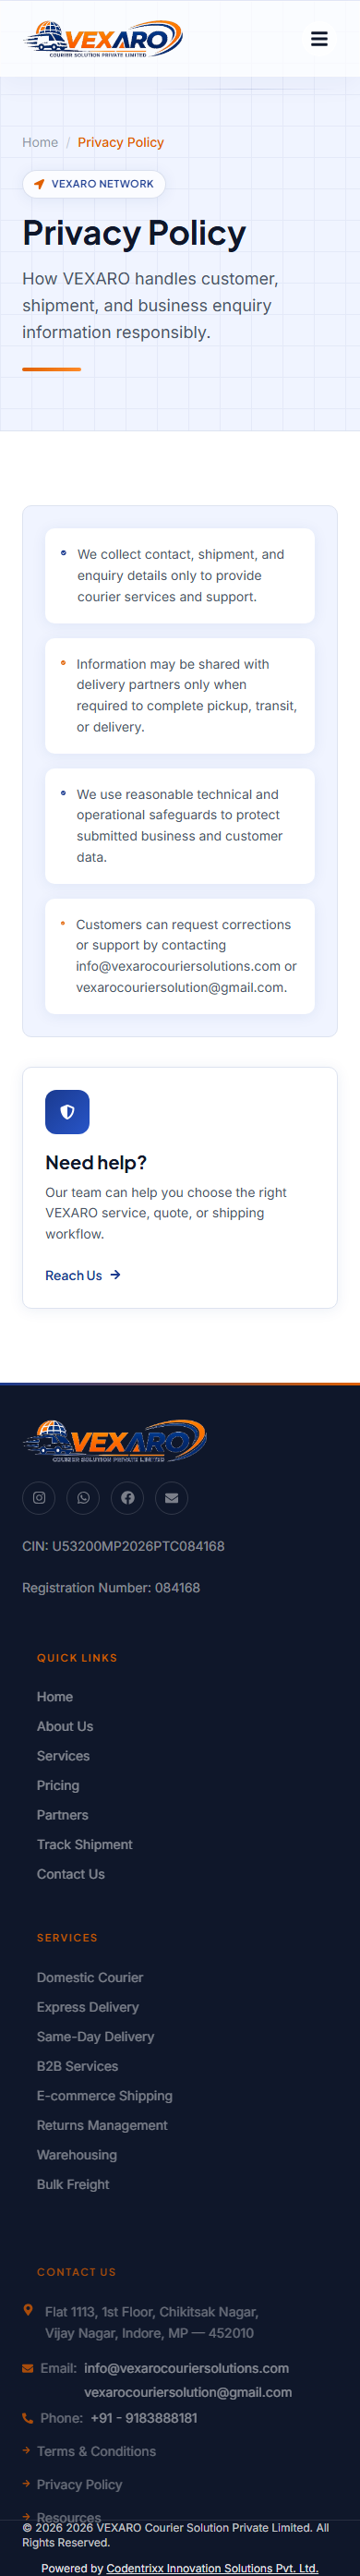 VEXARO
COURIER SOLUTION PRIVATE LIMITED
Home / Privacy Policy
VEXARO NETWORK
Privacy Policy
How VEXARO handles customer,
shipment, and business enquiry
information responsibly.
We collect contact, shipment, and
enquiry details only to provide
courier services and support.
Information may be shared with
delivery partners only when
required to complete pickup, transit,
or delivery.
We use reasonable technical and
operational safeguards to protect
submitted business and customer
data.
Customers can request corrections
or support by contacting
info@vexarocouriersolutions.com or
vexarocouriersolution@gmail.com.
Need help?
Our team can help you choose the right
VEXARO service, quote, or shipping
workflow.
Reach Us
VEXARO
COURIER SOLUTION PRIVATE LIMITED
CIN: U53200MP2026PTC084168
Registration Number: 084168
QUICK LINKS
Home
About Us
Services
Pricing
Partners
Track Shipment
Contact Us
SERVICES
Domestic Courier
Express Delivery
Same-Day Delivery
B2B Services
E-commerce Shipping
Returns Management
Warehousing
Bulk Freight
CONTACT US
Flat 1113, 1st Floor, Chikitsak Nagar,
Vijay Nagar, Indore, MP — 452010
Email: info@vexarocouriersolutions.com
vexarocouriersolution@gmail.com
Phone: +91 - 9183888181
Terms & Conditions
Privacy Policy
Resources
© 2026 2026 VEXARO Courier Solution Private Limited. All
Rights Reserved.
Powered by Codentrixx Innovation Solutions Pvt. Ltd.